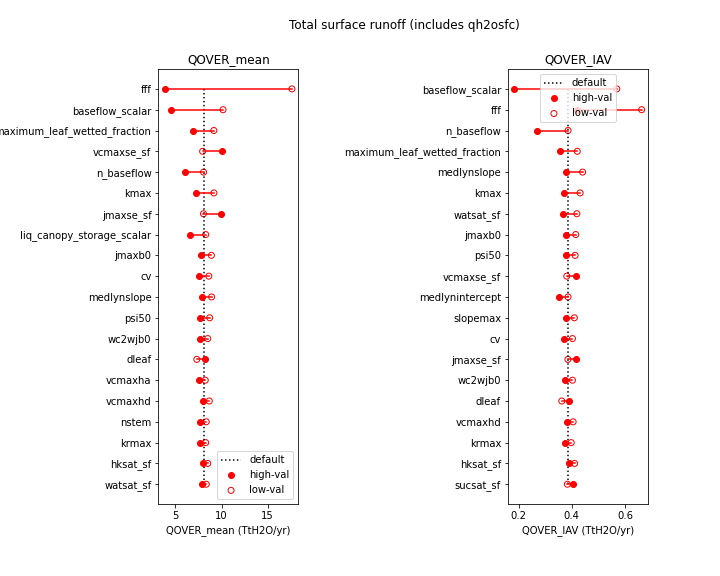 Total surface runoff (includes qh2osfc)
QOVER_mean
fff
baseflow_scalar
maximum_leaf_wetted_fraction
vcmaxse_sf
n_baseflow
kmax
jmaxse_sf
liq_canopy_storage_scalar
jmaxb0
cv
medlynslope
psi50
wc2wjb0
dleaf
vcmaxha
vcmaxhd
nstem
krmax
hksat_sf
watsat_sf
default
high-val
low-val
5 10 15
QOVER_mean (TtH2O/yr)
QOVER_IAV
baseflow_scalar
fff
n_baseflow
maximum_leaf_wetted_fraction
medlynslope
kmax
watsat_sf
jmaxb0
psi50
vcmaxse_sf
medlynintercept
slopemax
cv
jmaxse_sf
wc2wjb0
dleaf
vcmaxhd
krmax
hksat_sf
sucsat_sf
default
high-val
low-val
0.2 0.4 0.6
QOVER_IAV (TtH2O/yr)